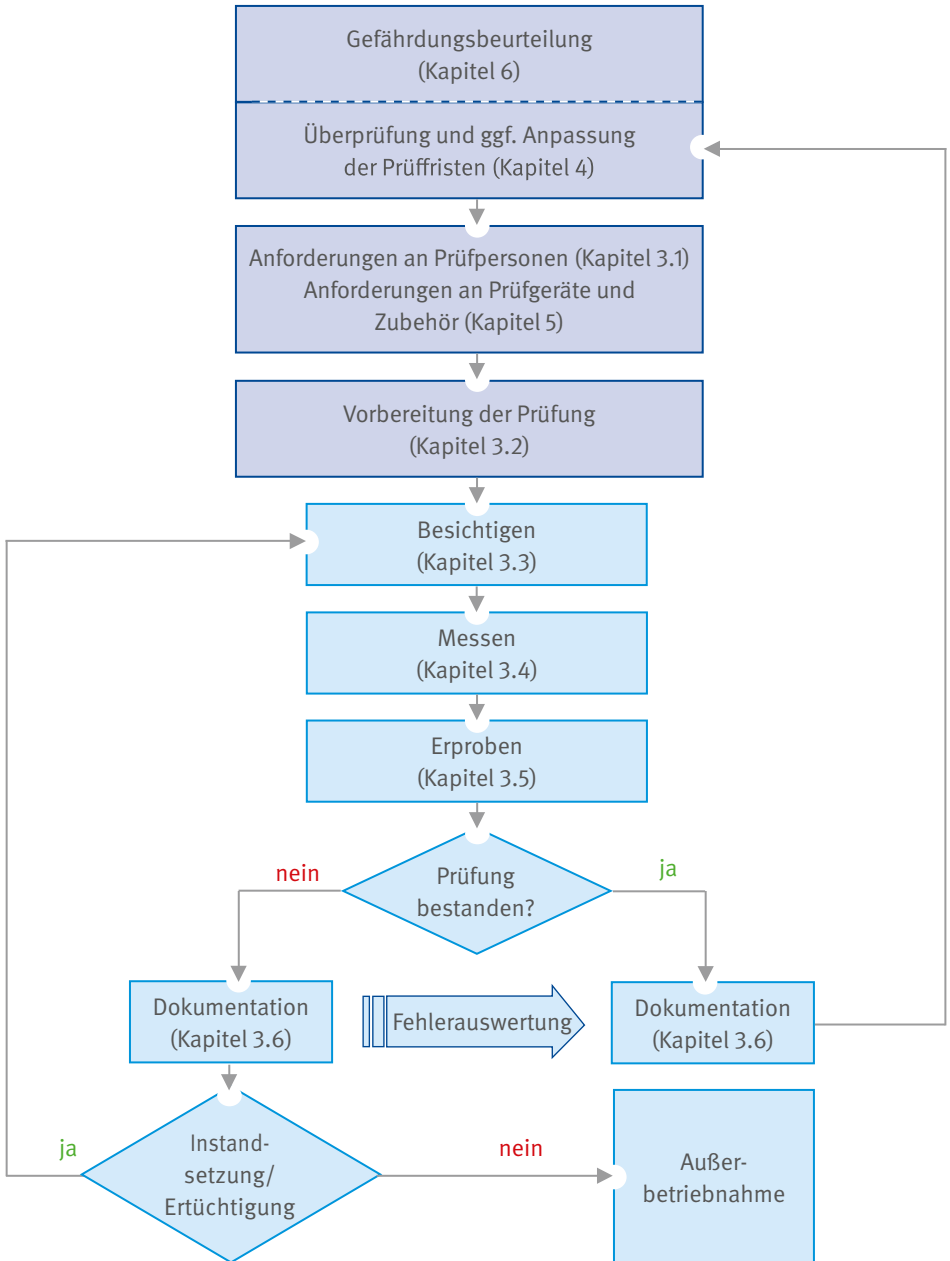 Gefährdungsbeurteilung
(Kapitel 6)
Überprüfung und ggf. Anpassung
der Prüffristen (Kapitel 4)
Anforderungen an Prüfpersonen (Kapitel 3.1)
Anforderungen an Prüfgeräte und
Zubehör (Kapitel 5)
Vorbereitung der Prüfung
(Kapitel 3.2)
Besichtigen
(Kapitel 3.3)
Messen
(Kapitel 3.4)
Erproben
(Kapitel 3.5)
nein
Prüfung
bestanden?
ja
Dokumentation
(Kapitel 3.6)
Fehlerauswertung
Dokumentation
(Kapitel 3.6)
ja
Instand-
setzung/
Ertüchtigung
nein
Außer-
betriebnahme